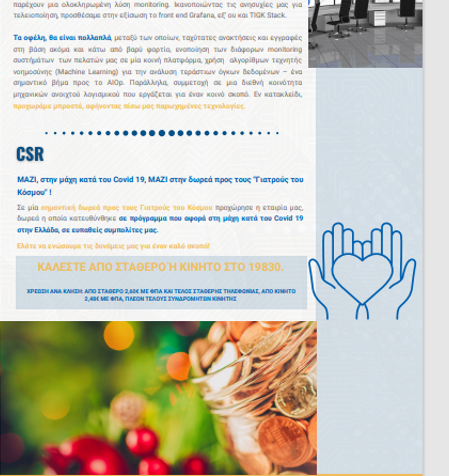 παρέχουν μια ολοκληρωμένη λύση monitoring. Ικανοποιώντας τις ανησυχίες μας για
τελειοποίηση, προσθέσαμε στην εξίσωση το front end Grafana, εξ' ου και TIGK Stack.
Τα οφέλη, θα είναι πολλαπλά, μεταξύ των οποίων, ταχύτατες ανακτήσεις και εγγραφές
στη βάση ακόμα και κάτω από βαρύ φορτίο, ενοποίηση των διάφορων monitoring
συστήματων των πελατών μας σε μία κοινή πλατφόρμα, χρήση αλγορίθμων τεχνητής
νοημοσύνης (Machine Learning) για την ανάλυση τεράστιων όγκων δεδομένων – ένα
σημαντικό βήμα προς το AIOp. Παράλληλα, συμμετοχή σε μια διεθνή κοινότητα
μηχανικών ανοιχτού λογισμικού που εργάζεται για έναν κοινό σκοπό. Εν κατακλείδι,
προχωράμε μπροστά, αφήνοντας πίσω μας παρωχημένες τεχνολογίες.
CSR
ΜΑΖΙ, στην μάχη κατά του Covid 19, ΜΑΖΙ στην δωρεά προς τους "Γιατρούς του
Κόσμου" !
Σε μία σημαντική δωρεά προς τους Γιατρούς του Κόσμου προχώρησε η εταιρία μας,
δωρεά η οποία κατευθύνθηκε σε πρόγραμμα που αφορά στη μάχη κατά του Covid 19
στην Ελλάδα, σε ευπαθείς συμπολίτες μας.
Ελάτε να ενώσουμε τις δυνάμεις μας για έναν καλό σκοπό!
ΚΑΛΕΣΤΕ ΑΠΟ ΣΤΑΘΕΡΟ Ή ΚΙΝΗΤΟ ΣΤΟ 19830.
ΧΡΕΩΣΗ ΑΝΑ ΚΛΗΣΗ: ΑΠΟ ΣΤΑΘΕΡΟ 2,60€ ΜΕ ΦΠΑ ΚΑΙ ΤΕΛΟΣ ΣΤΑΘΕΡΗΣ ΤΗΛΕΦΩΝΙΑΣ, ΑΠΟ ΚΙΝΗΤΟ
2,48€ ΜΕ ΦΠΑ, ΠΛΕΟΝ ΤΕΛΟΥΣ ΣΥΝΔΡΟΜΗΤΩΝ ΚΙΝΗΤΗΣ